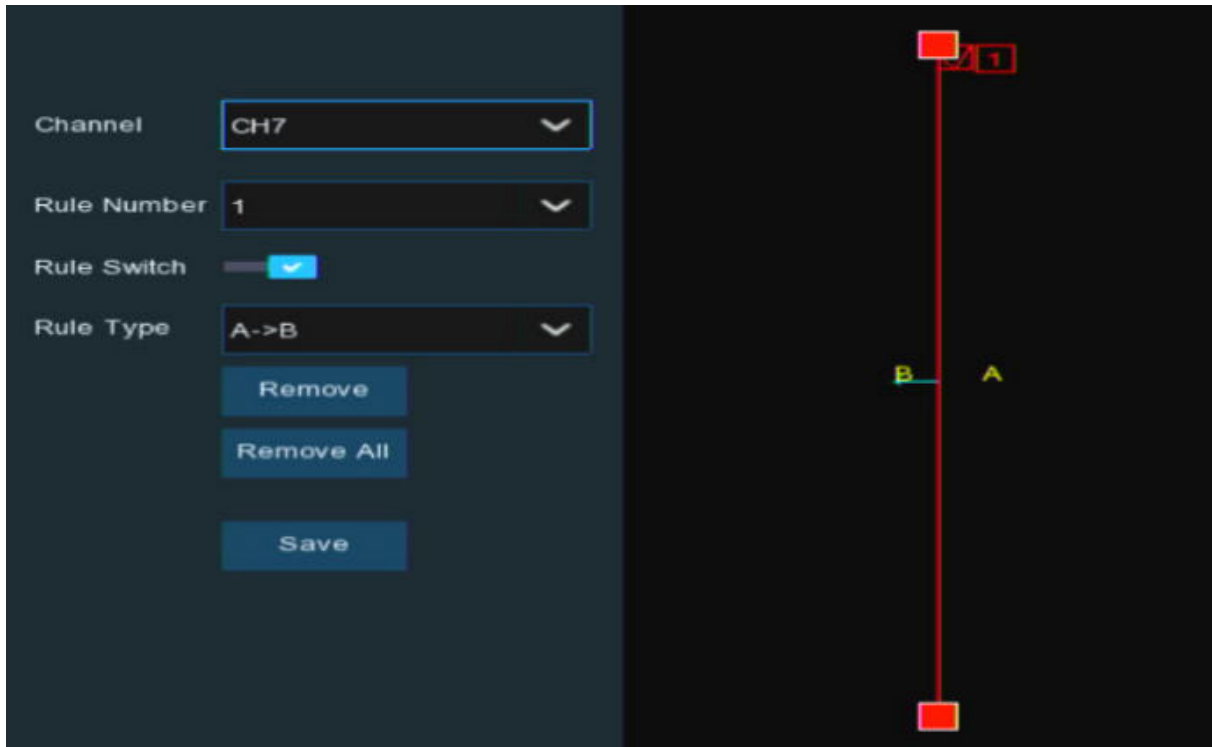 Channel CH7
Rule Number 1
Rule Switch
Rule Type A->B
Remove
Remove All
Save
1
B A